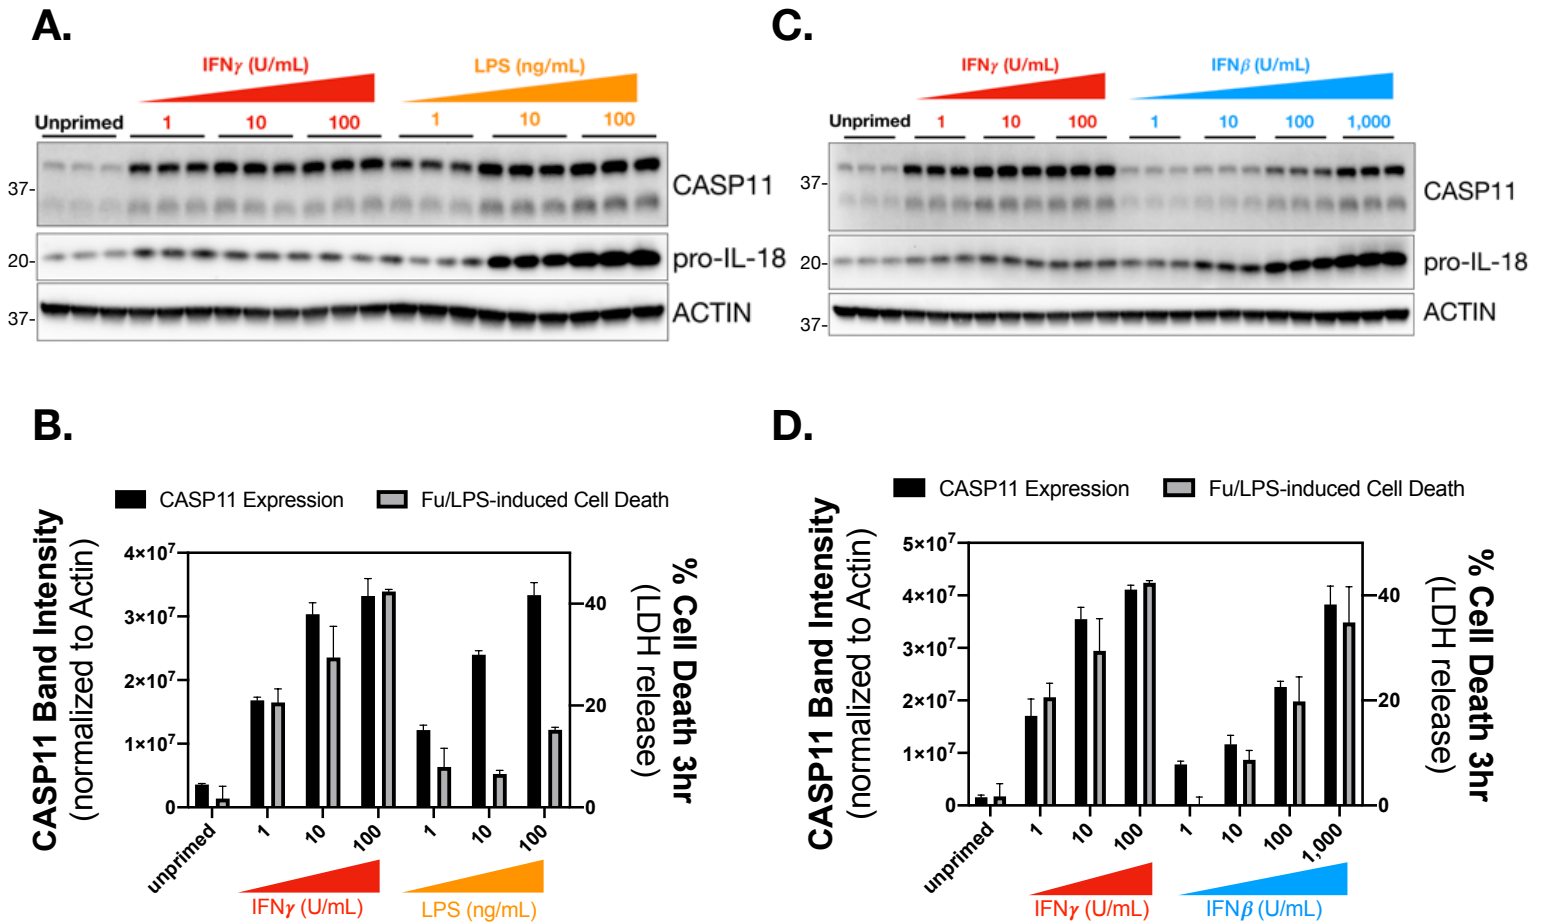 A.
IFNγ (U/mL) LPS (ng/mL)
Unprimed 1 10 100 1 10 100
37- CASP11
20- pro-IL-18
37- ACTIN
C.
IFNγ (U/mL) IFNβ (U/mL)
Unprimed 1 10 100 1 10 100 1,000
37- CASP11
20- pro-IL-18
37- ACTIN
B.
CASP11 Expression Fu/LPS-induced Cell Death
CASP11 Band Intensity
(normalized to Actin)
4×10⁷
3×10⁷
2×10⁷
1×10⁷
0
40
20
0
% Cell Death 3hr
(LDH release)
unprimed 1 10 100 1 10 100
IFNγ (U/mL) LPS (ng/mL)
D.
CASP11 Expression Fu/LPS-induced Cell Death
CASP11 Band Intensity
(normalized to Actin)
5×10⁷
4×10⁷
3×10⁷
2×10⁷
1×10⁷
0
40
20
0
% Cell Death 3hr
(LDH release)
unprimed 1 10 100 1 10 100 1,000
IFNγ (U/mL) IFNβ (U/mL)